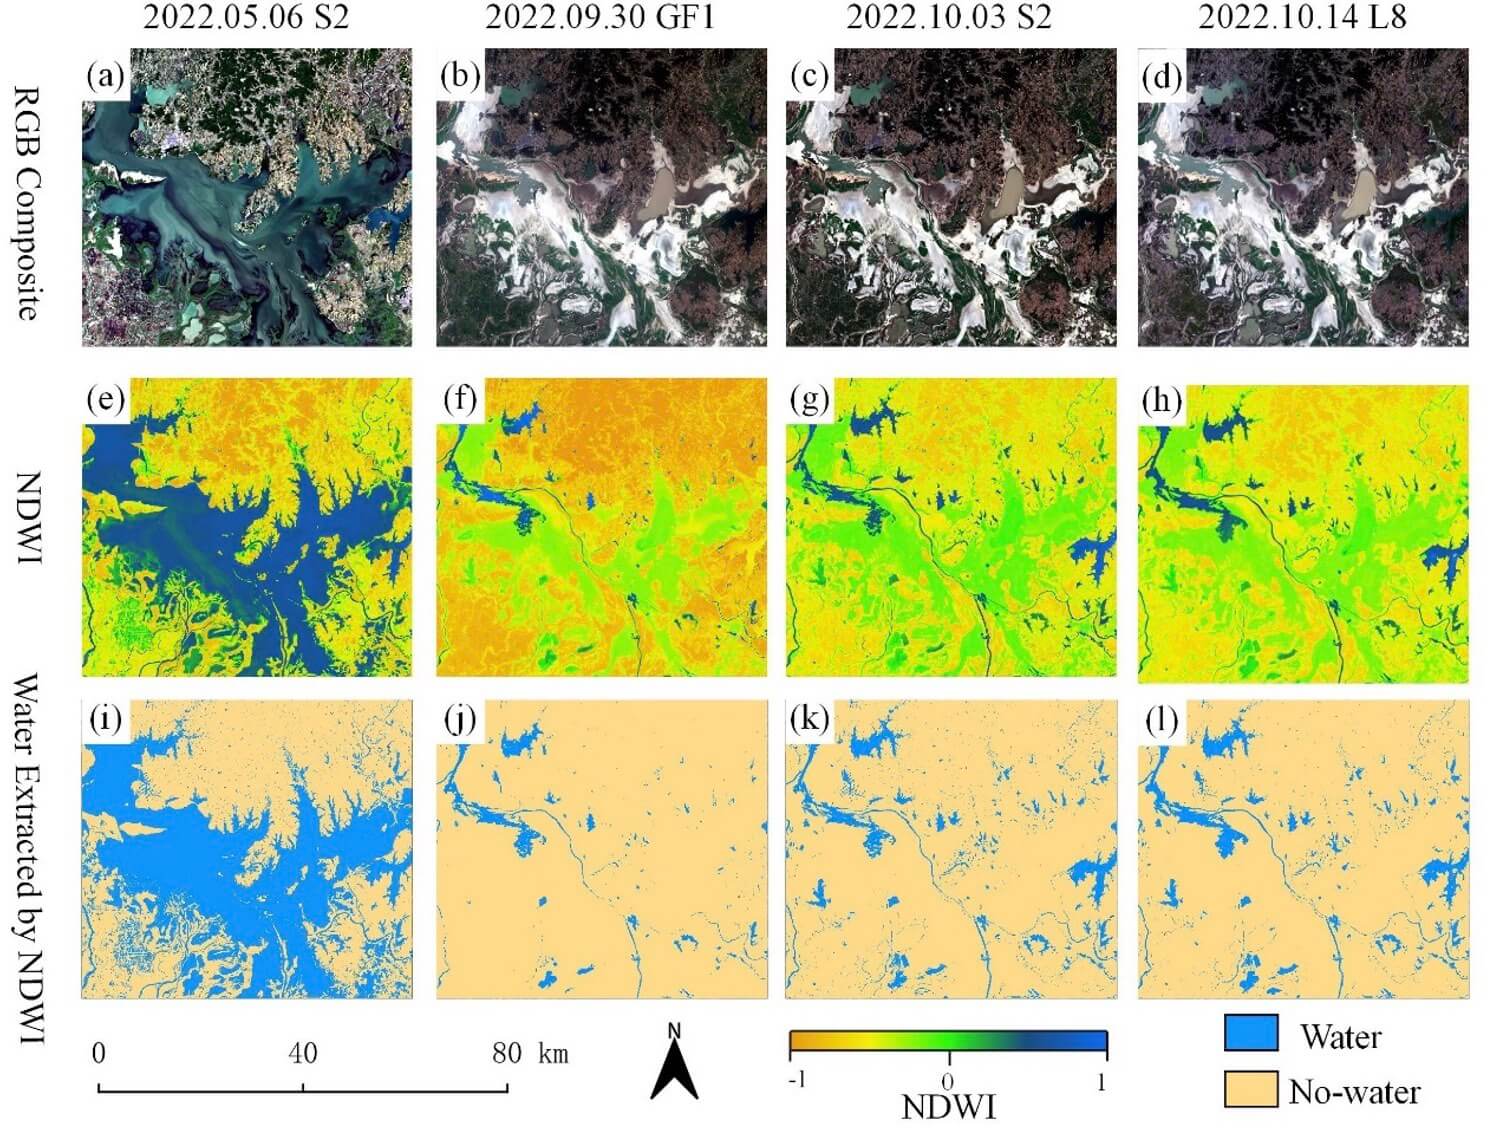 2022.05.06 S2 2022.09.30 GF1 2022.10.03 S2 2022.10.14 L8
RGB Composite
(a) (b) (c) (d)
NDWI
(e) (f) (g) (h)
Water Extracted by NDWI
(i) (j) (k) (l)
0 40 80 km
N
-1 0 1
NDWI
Water
No-water